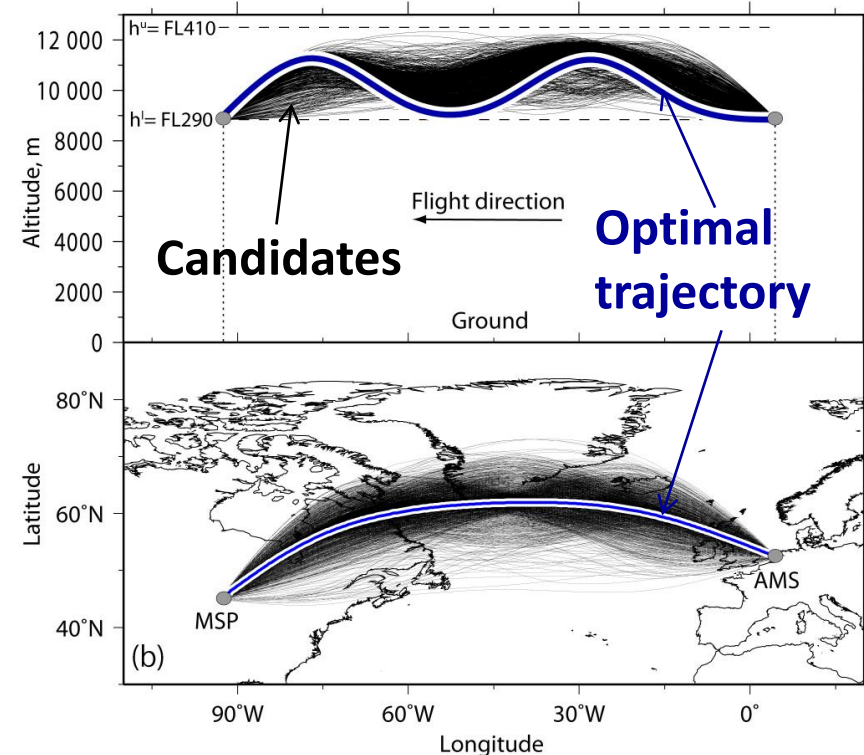 12 000
10 000
8000
6000
4000
2000
0
Altitude, m
hᵘ= FL410
hˡ= FL290
Flight direction
Candidates
Optimal
trajectory
Ground
80˚N
60˚N
40˚N
Latitude
MSP
AMS
(b)
90˚W
60˚W
30˚W
0˚
Longitude